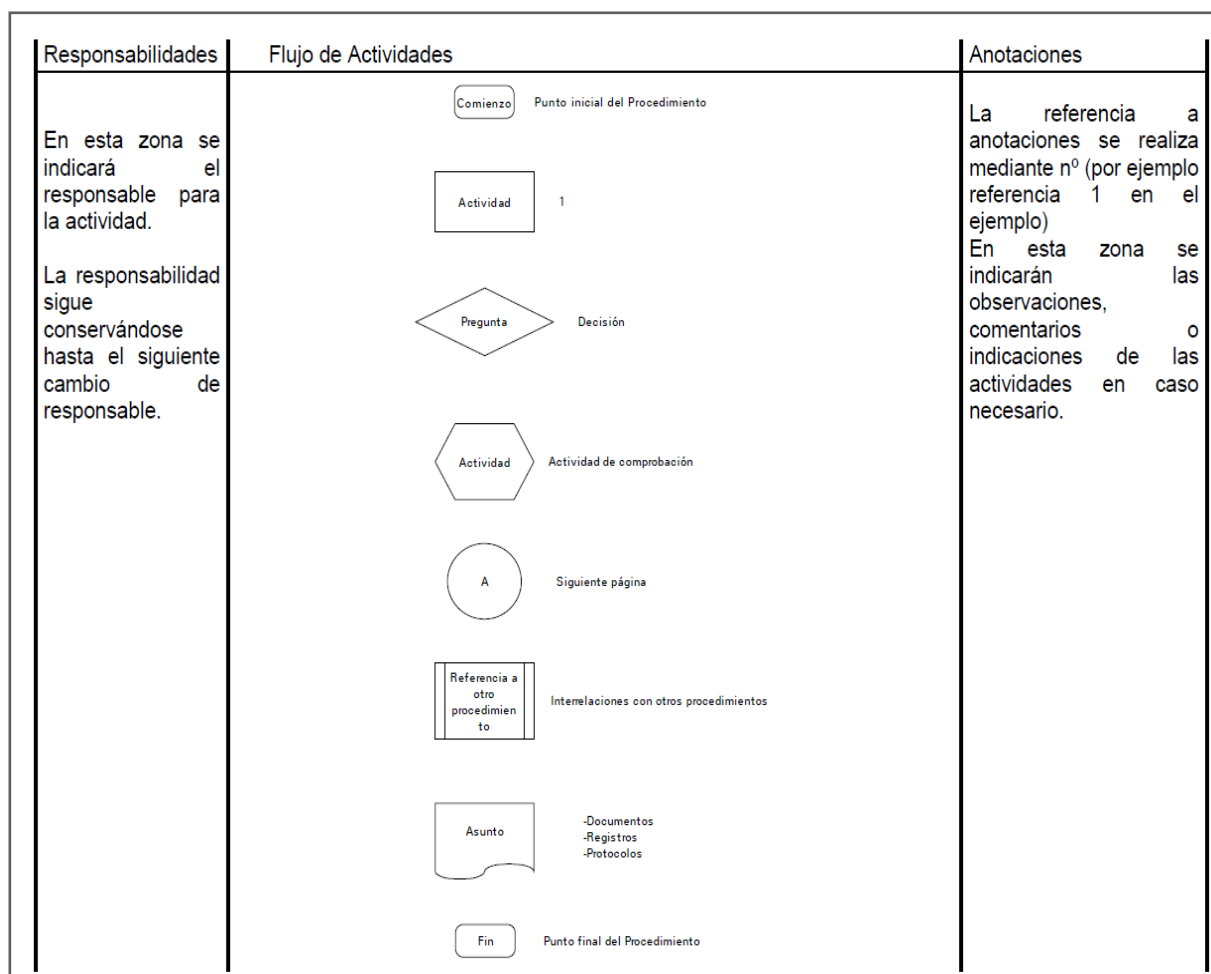 Responsabilidades
Flujo de Actividades
Anotaciones
En esta zona se
indicará el
responsable para
la actividad.
La responsabilidad
sigue
conservándose
hasta el siguiente
cambio de
responsable.
Comienzo
Punto inicial del Procedimiento
Actividad
1
Pregunta
Decisión
Actividad
Actividad de comprobación
A
Siguiente página
Referencia a
otro
procedimien
to
Interrelaciones con otros procedimientos
Asunto
-Documentos
-Registros
-Protocolos
Fin
Punto final del Procedimiento
La referencia a
anotaciones se realiza
mediante nº (por ejemplo
referencia 1 en el
ejemplo)
En esta zona se
indicarán las
observaciones,
comentarios o
indicaciones de las
actividades en caso
necesario.